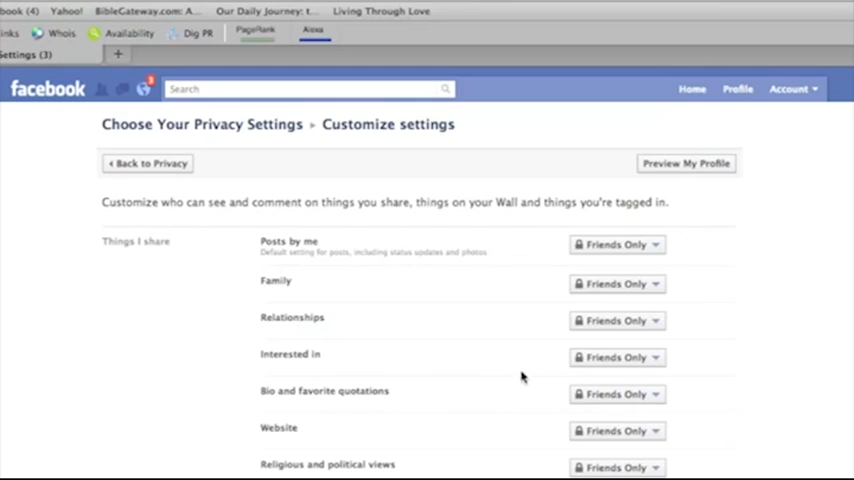 book (4) Yahoo! BibleGateway.com: A... Our Daily Journey: t... Living Through Love
inks Whois Availability Dig PR PageRank Alexa
Settings (3) +
facebook 3 Search Home Profile Account
Choose Your Privacy Settings ▸ Customize settings
Back to Privacy Preview My Profile
Customize who can see and comment on things you share, things on your Wall and things you're tagged in.
Things I share Posts by me Friends Only
Default setting for posts, including status updates and photos
Family Friends Only
Relationships Friends Only
Interested in Friends Only
Bio and favorite quotations Friends Only
Website Friends Only
Religious and political views Friends Only